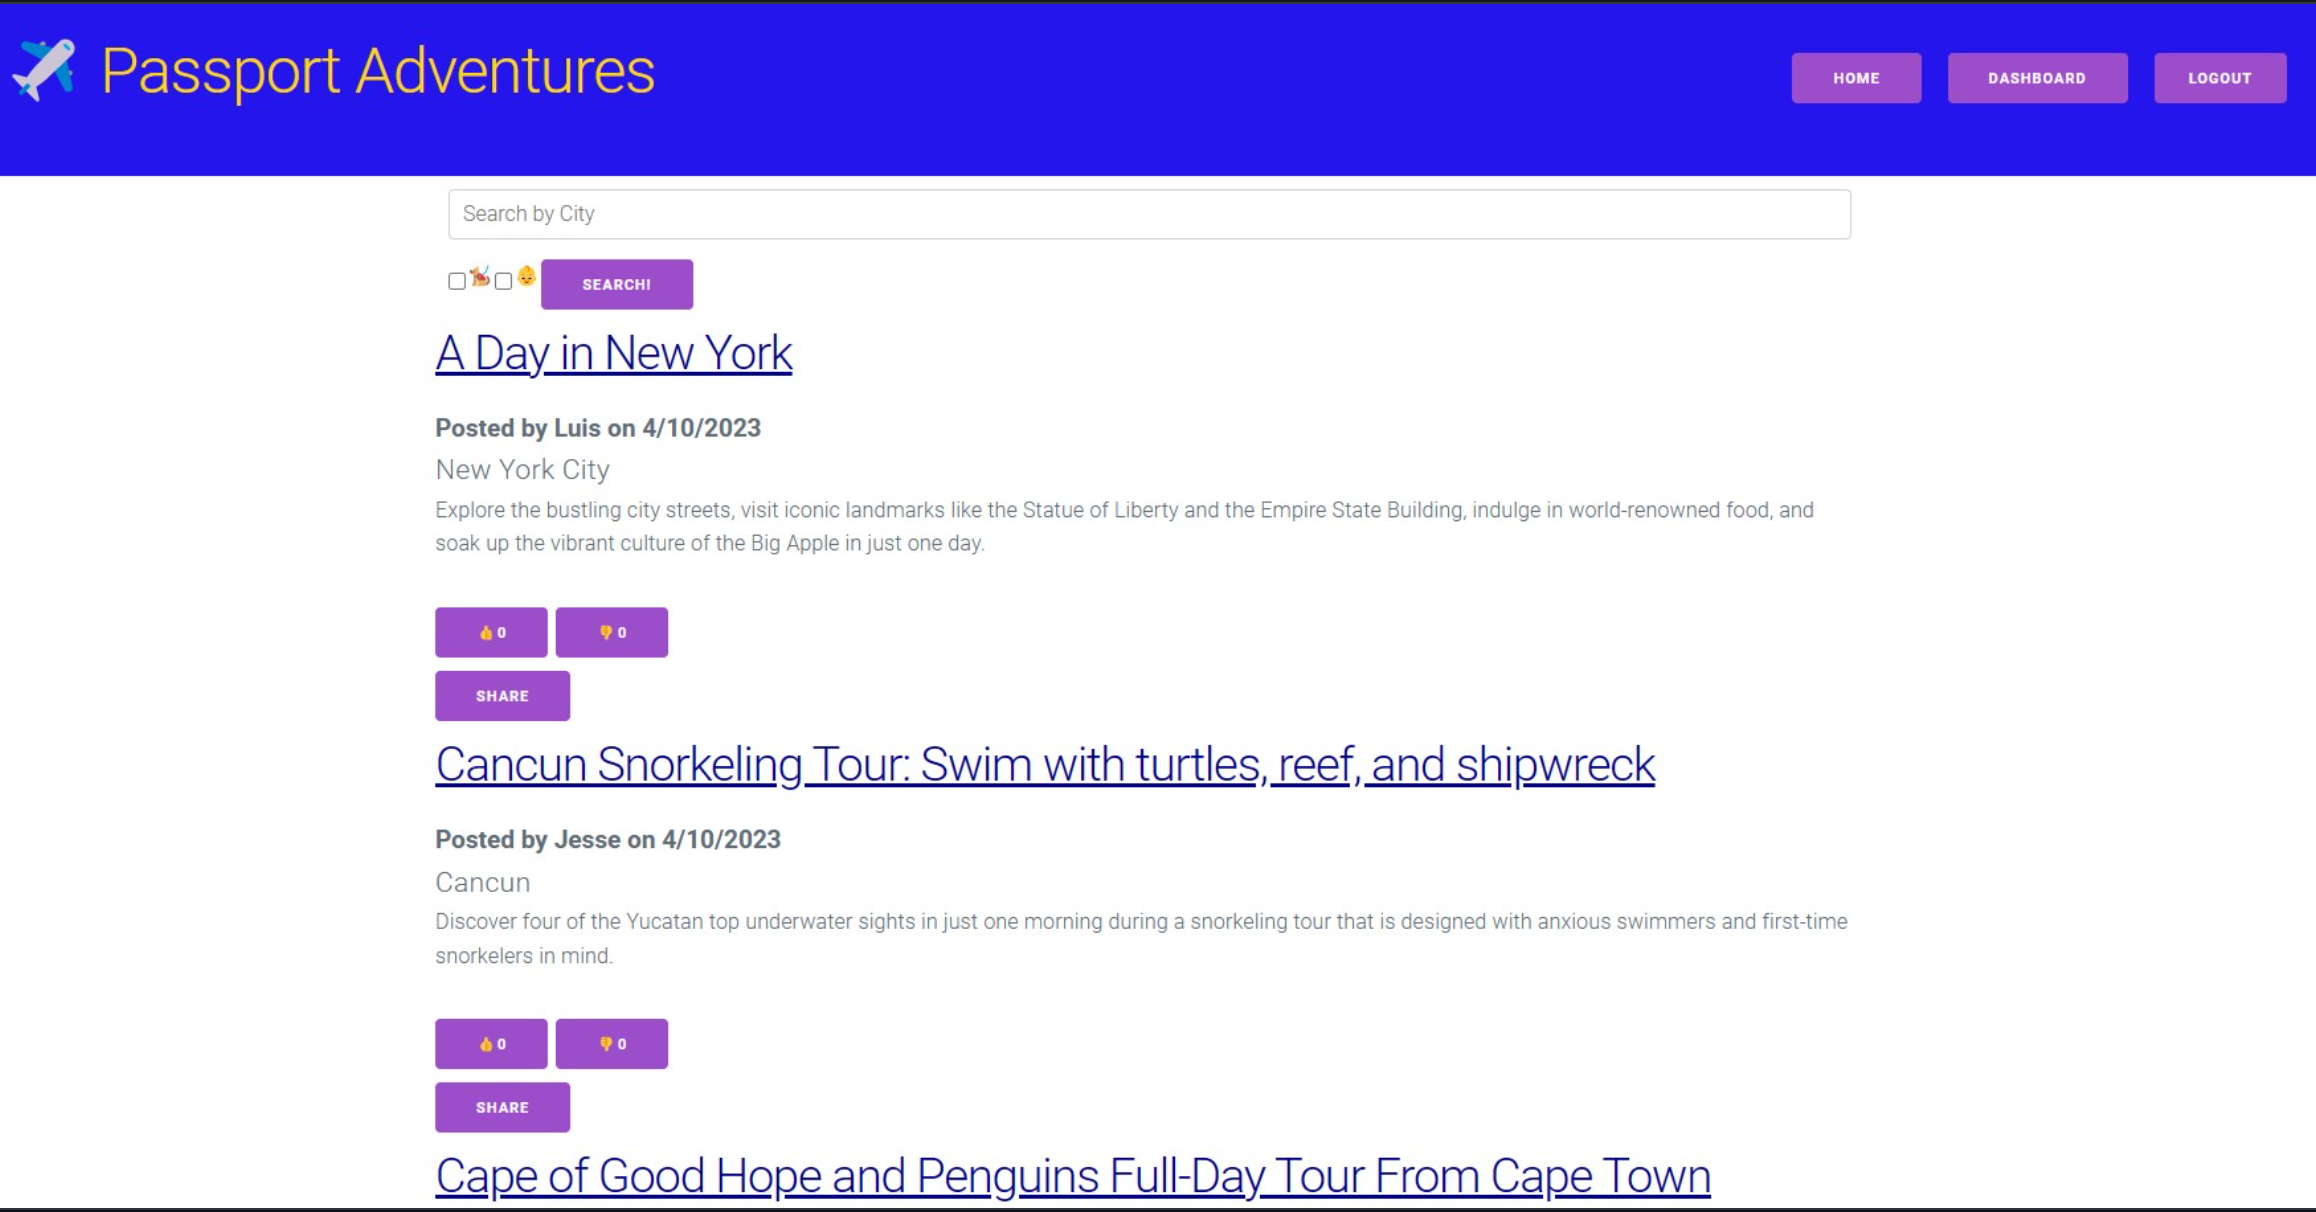 Passport Adventures
HOME
DASHBOARD
LOGOUT
Search by City
SEARCH!
A Day in New York
Posted by Luis on 4/10/2023
New York City
Explore the bustling city streets, visit iconic landmarks like the Statue of Liberty and the Empire State Building, indulge in world-renowned food, and
soak up the vibrant culture of the Big Apple in just one day.
👍 0
👎 0
SHARE
Cancun Snorkeling Tour: Swim with turtles, reef, and shipwreck
Posted by Jesse on 4/10/2023
Cancun
Discover four of the Yucatan top underwater sights in just one morning during a snorkeling tour that is designed with anxious swimmers and first-time
snorkelers in mind.
👍 0
👎 0
SHARE
Cape of Good Hope and Penguins Full-Day Tour From Cape Town